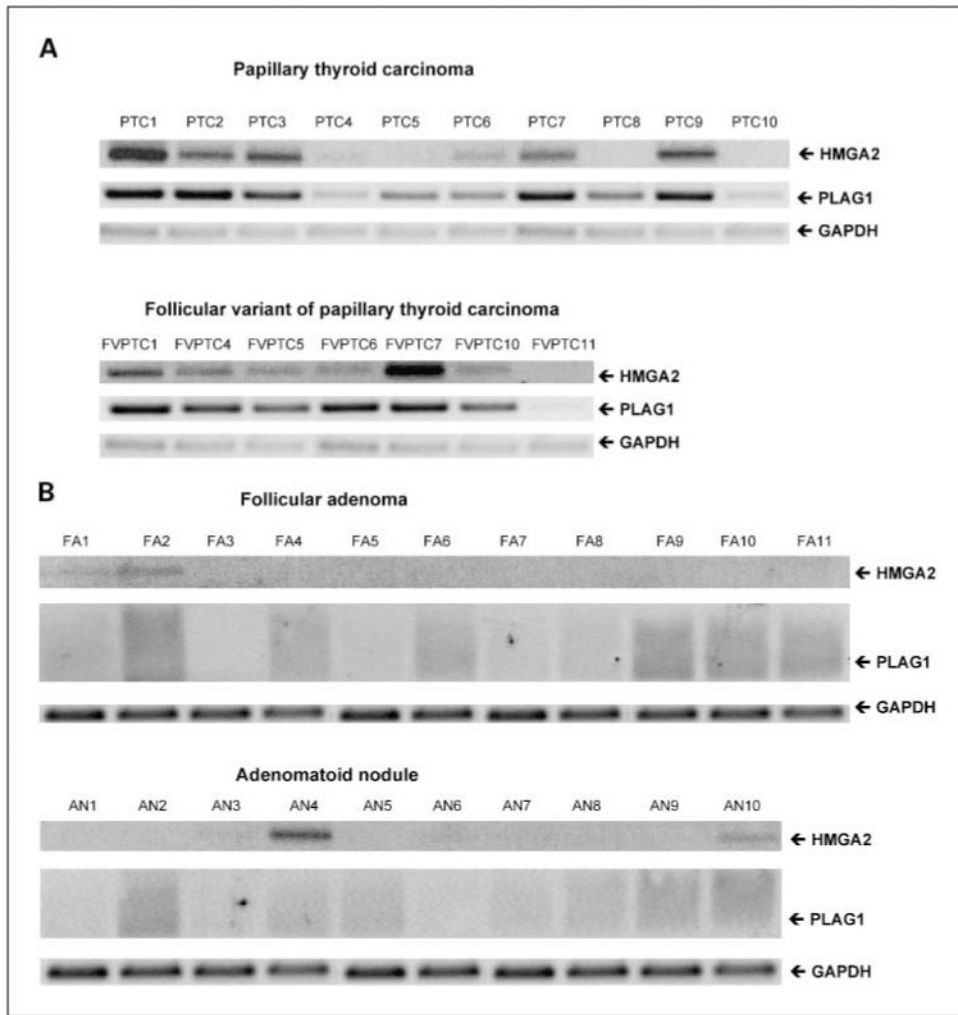 A
Papillary thyroid carcinoma
PTC1 PTC2 PTC3 PTC4 PTC5 PTC6 PTC7 PTC8 PTC9 PTC10
← HMGA2
← PLAG1
← GAPDH
Follicular variant of papillary thyroid carcinoma
FVPTC1 FVPTC4 FVPTC5 FVPTC6 FVPTC7 FVPTC10 FVPTC11
← HMGA2
← PLAG1
← GAPDH
B
Follicular adenoma
FA1 FA2 FA3 FA4 FA5 FA6 FA7 FA8 FA9 FA10 FA11
← HMGA2
← PLAG1
← GAPDH
Adenomatoid nodule
AN1 AN2 AN3 AN4 AN5 AN6 AN7 AN8 AN9 AN10
← HMGA2
← PLAG1
← GAPDH